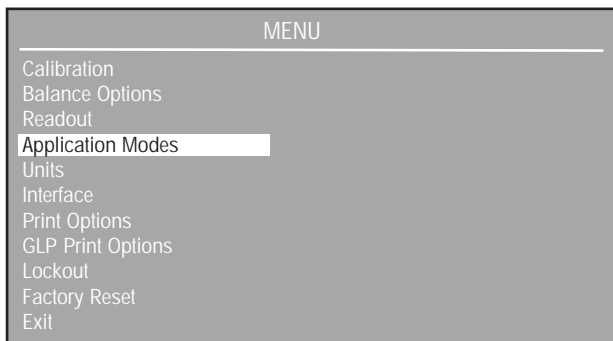 MENU
Calibration
Balance Options
Readout
Application Modes
Units
Interface
Print Options
GLP Print Options
Lockout
Factory Reset
Exit